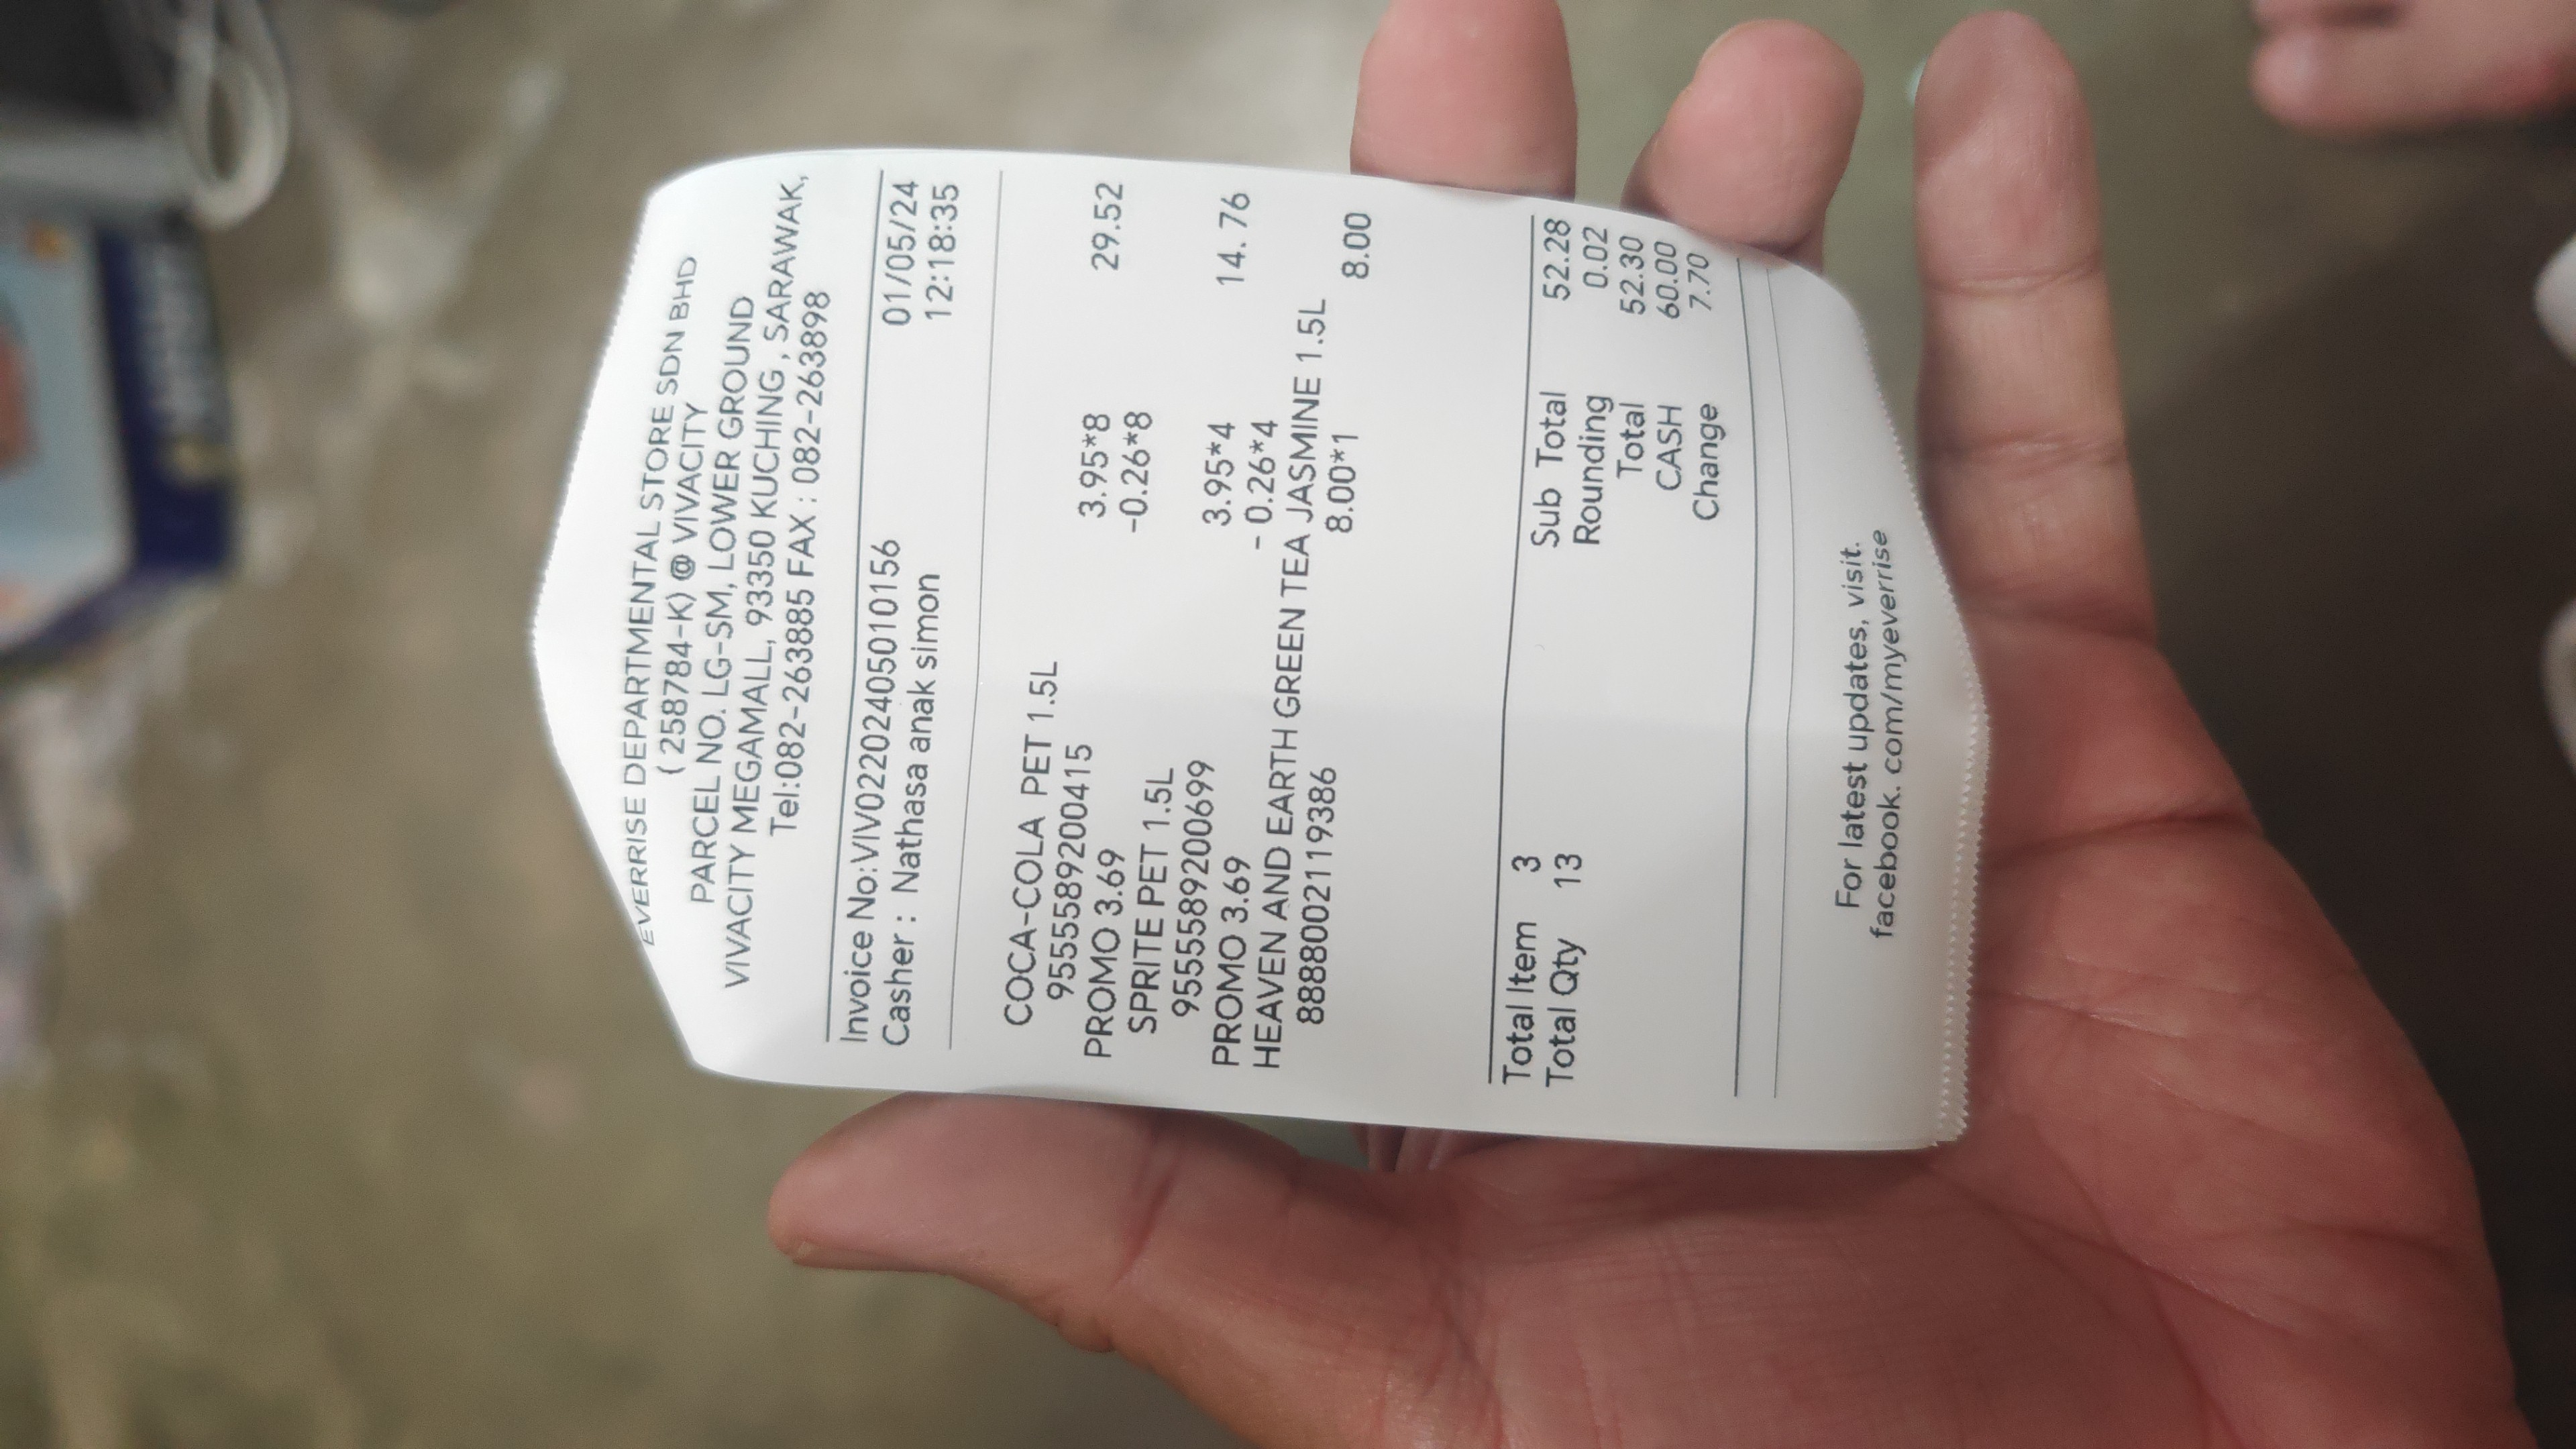 EVERRISE DEPARTMENTAL STORE SDN BHD
( 258784-K) @ VIVACITY
PARCEL NO. LG-SM, LOWER GROUND
VIVACITY MEGAMALL, 93350 KUCHING , SARAWAK,
Tel:082-263885 FAX : 082-263898
Invoice No:VIV02202405010156 01/05/24
Casher : Nathasa anak simon 12:18:35
COCA-COLA PET 1.5L
9555589200415 3.95*8 29.52
PROMO 3.69 -0.26*8
SPRITE PET 1.5L
9555589200699 3.95*4 14. 76
PROMO 3.69 - 0.26*4
HEAVEN AND EARTH GREEN TEA JASMINE 1.5L
8888002119386 8.00*1 8.00
Total Item 3 Sub Total 52.28
Total Qty 13 Rounding 0.02
Total 52.30
CASH 60.00
Change 7.70
For latest updates, visit.
facebook. com/myeverrise